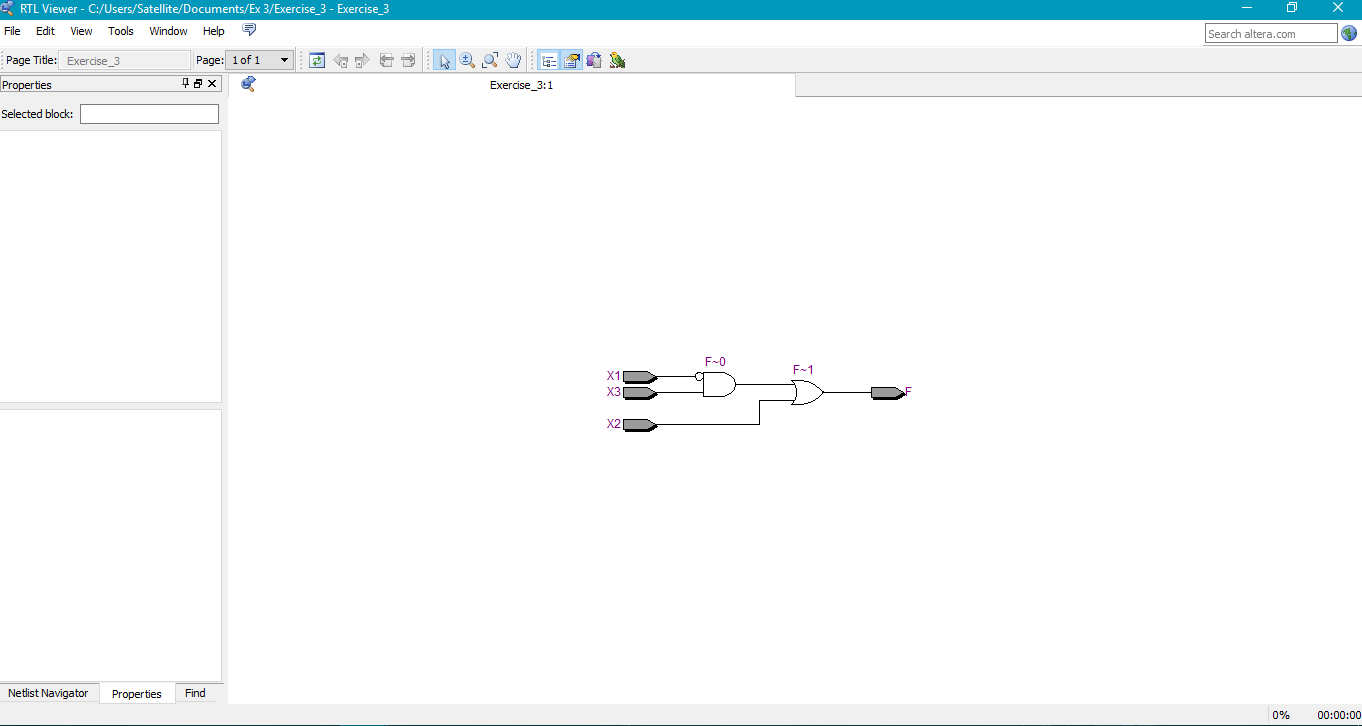 RTL Viewer - C:/Users/Satellite/Documents/Ex 3/Exercise_3 - Exercise_3
File Edit View Tools Window Help
Search altera.com
Page Title: Exercise_3 Page: 1 of 1
Properties
Exercise_3:1
Selected block:
F~0
F~1
X1
X3
F
X2
Netlist Navigator Properties Find
0% 00:00:00